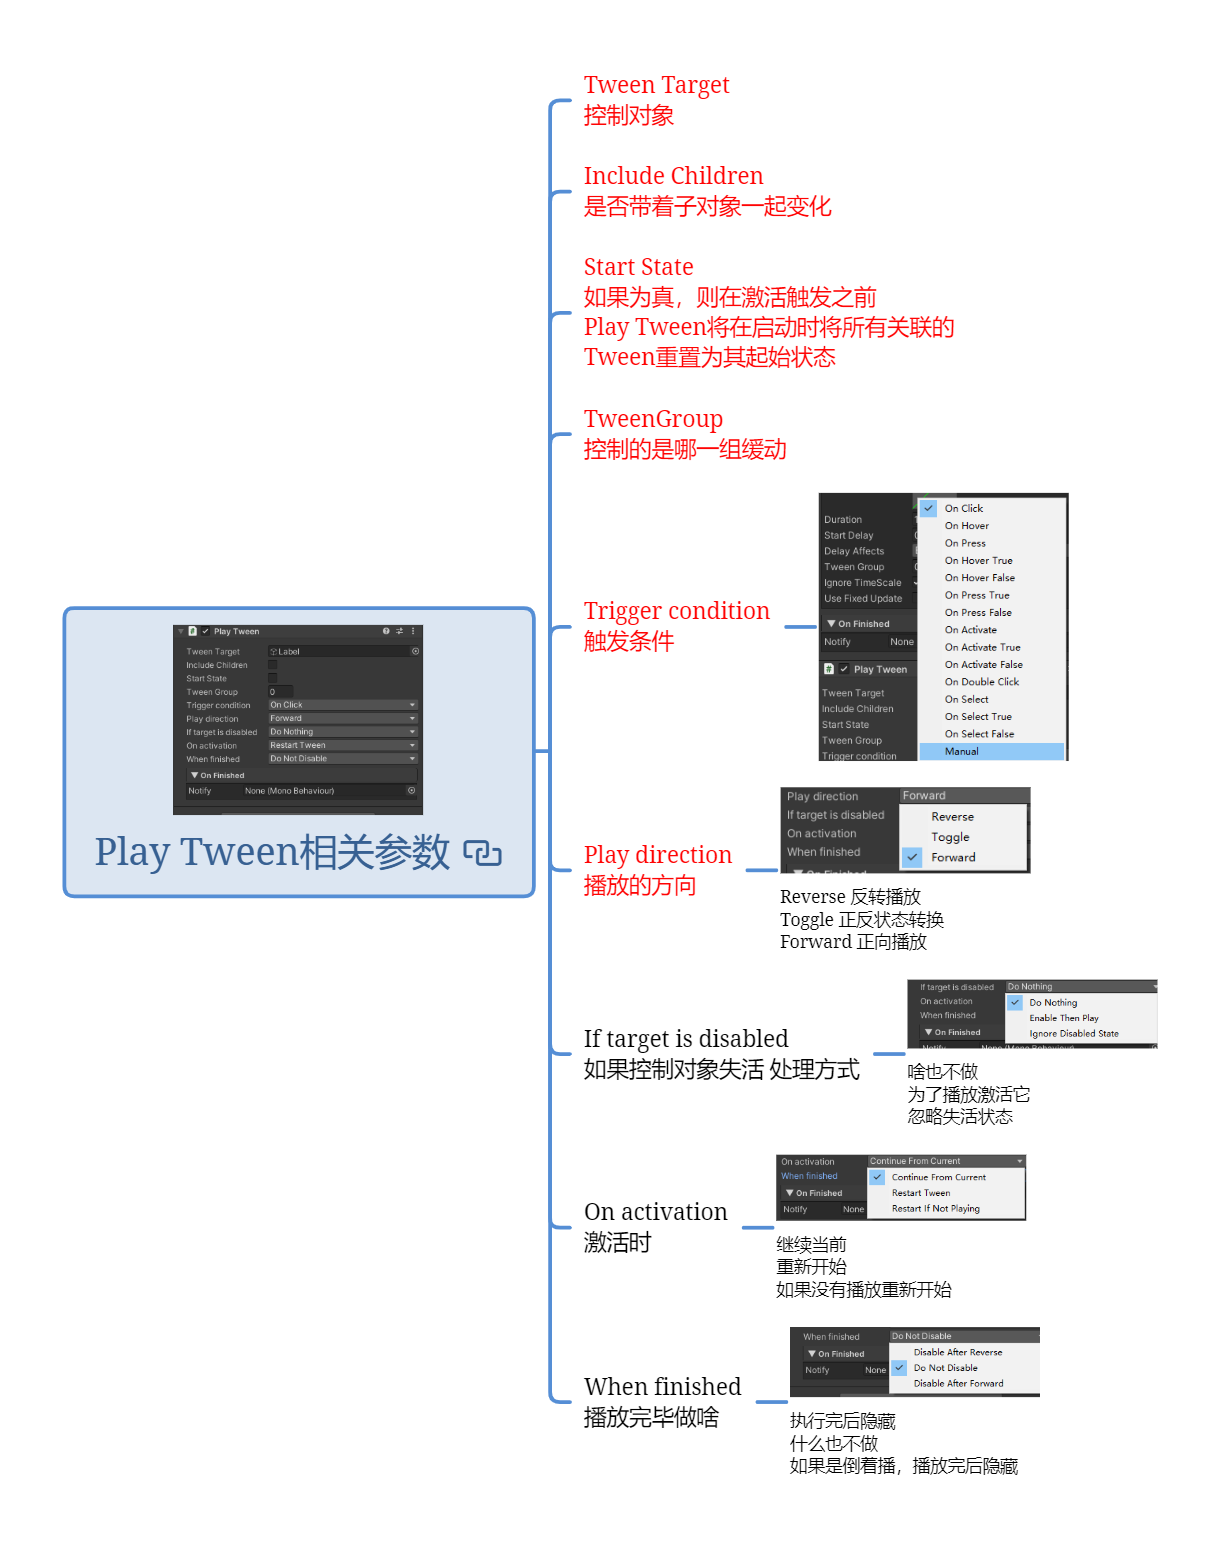 Tween Target
控制对象
Include Children
是否带着子对象一起变化
Start State
如果为真，则在激活触发之前
Play Tween将在启动时将所有关联的
Tween重置为其起始状态
TweenGroup
控制的是哪一组缓动
Trigger condition
触发条件
Duration
Start Delay
Delay Affects
Tween Group
Ignore TimeScale
Use Fixed Update
On Finished
Notify None
Play Tween
Tween Target
Include Children
Start State
Tween Group
Trigger condition
On Click
On Hover
On Press
On Hover True
On Hover False
On Press True
On Press False
On Activate
On Activate True
On Activate False
On Double Click
On Select
On Select True
On Select False
Manual
Play Tween
Tween Target Label
Include Children
Start State
Tween Group 0
Trigger condition On Click
Play direction Forward
If target is disabled Do Nothing
On activation Restart Tween
When finished Do Not Disable
On Finished
Notify None (Mono Behaviour)
Play Tween相关参数
Play direction
播放的方向
Play direction Forward
If target is disabled
On activation
When finished
On Finished
Reverse
Toggle
Forward
Reverse 反转播放
Toggle 正反状态转换
Forward 正向播放
If target is disabled
如果控制对象失活 处理方式
If target is disabled Do Nothing
On activation
When finished
On Finished
Notify None (Mono Behaviour)
Do Nothing
Enable Then Play
Ignore Disabled State
啥也不做
为了播放激活它
忽略失活状态
On activation
激活时
On activation Continue From Current
When finished
On Finished
Notify None
Continue From Current
Restart Tween
Restart If Not Playing
继续当前
重新开始
如果没有播放重新开始
When finished
播放完毕做啥
When finished Do Not Disable
On Finished
Notify None
Disable After Reverse
Do Not Disable
Disable After Forward
执行完后隐藏
什么也不做
如果是倒着播，播放完后隐藏